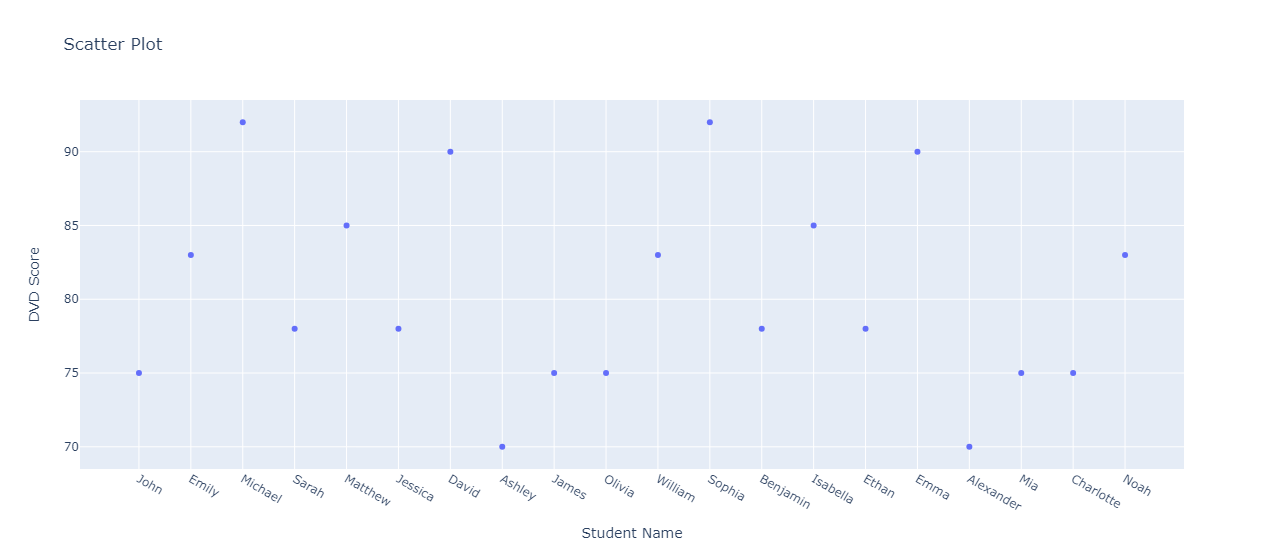 Scatter Plot
90
85
80
75
70
DVD Score
John
Emily
Michael
Sarah
Matthew
Jessica
David
Ashley
James
Olivia
William
Sophia
Benjamin
Isabella
Ethan
Emma
Alexander
Mia
Charlotte
Noah
Student Name